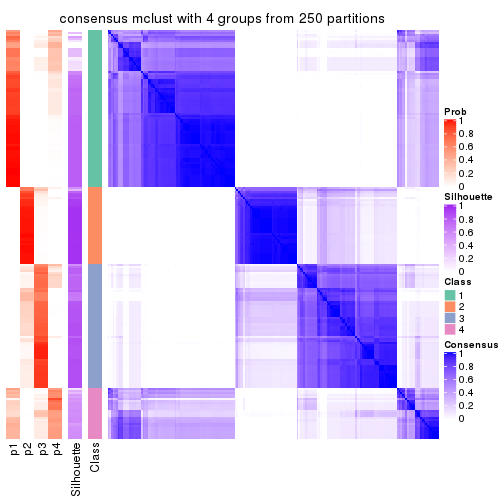 consensus mclust with 4 groups from 250 partitions
Prob
1
0.8
0.6
0.4
0.2
0
Silhouette
1
0.8
0.6
0.4
0.2
0
Class
1
2
3
4
Consensus
1
0.8
0.6
0.4
0.2
0
p1
p2
p3
p4
Silhouette
Class